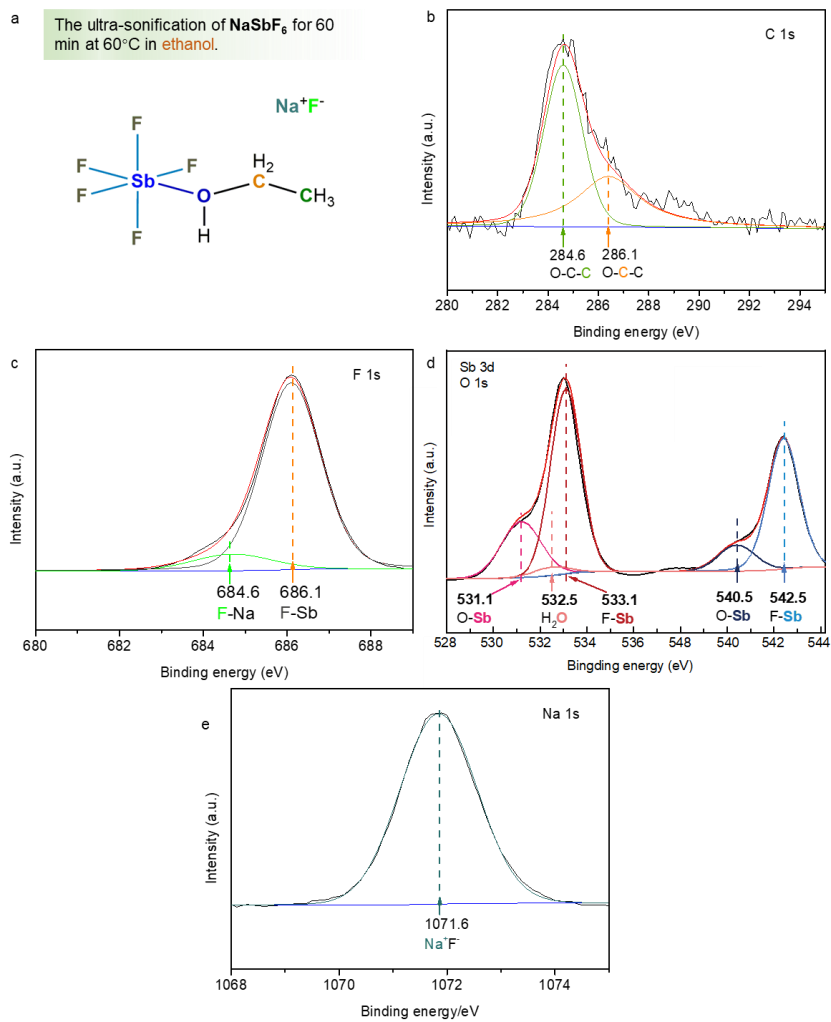 a
The ultra-sonification of NaSbF₆ for 60
min at 60°C in ethanol.
Na⁺F⁻
F
F
F
Sb
F
F
O
H
H₂
C
CH₃
b
C 1s
Intensity (a.u.)
284.6
286.1
O-C-C
O-C-C
280 282 284 286 288 290 292 294
Binding energy (eV)
c
F 1s
Intensity (a.u.)
684.6
686.1
F-Na
F-Sb
680 682 684 686 688
Binding energy (eV)
d
Sb 3d
O 1s
Intensity (a.u.)
531.1
532.5
533.1
540.5
542.5
O-Sb
H₂O
F-Sb
O-Sb
F-Sb
528 530 532 534 536 548 540 542 544
Bingding energy (eV)
e
Na 1s
Intensity (a.u.)
1071.6
Na⁺F⁻
1068 1070 1072 1074
Binding energy/eV